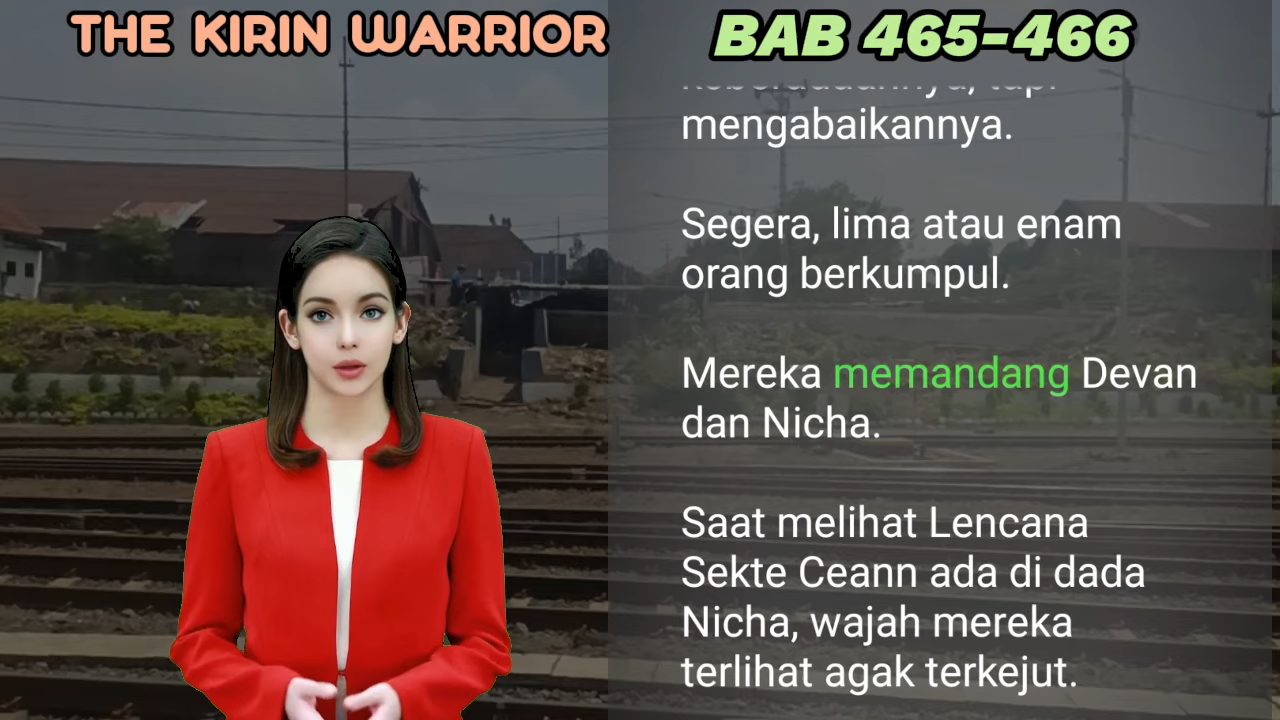 THE KIRIN WARRIOR
BAB 465-466
mengabaikannya.
Segera, lima atau enam
orang berkumpul.
Mereka memandang Devan
dan Nicha.
Saat melihat Lencana
Sekte Ceann ada di dada
Nicha, wajah mereka
terlihat agak terkejut.